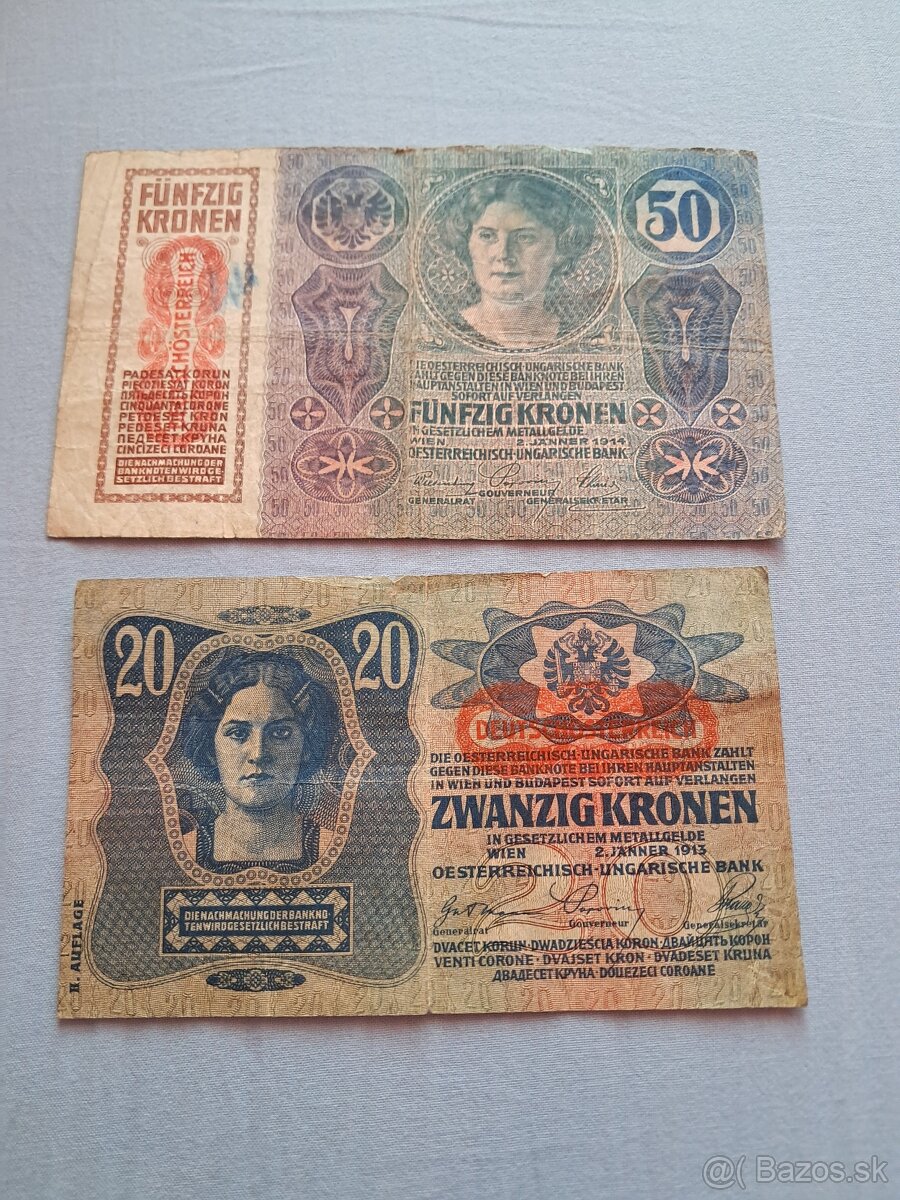 FÜNFZIG
KRONEN
50
PADESÁT KORUN
CINQUANTA CORONE
PETDESET KRON
PEDESET KRUNA
ПЕДЕСЕТ КРУНА
CINCIZECI COROANE
DIE NACHMACHUNG DER
BANKNOTEN WIRD GE-
SETZLICH BESTRAFT
DIE OESTERREICHISCH-UNGARISCHE BANK
ZAHLT GEGEN DIESE BANKNOTE BEI IHREN
HAUPTANSTALTEN IN WIEN UND BUDAPEST
SOFORT AUF VERLANGEN
FÜNFZIG KRONEN
IN GESETZLICHEM METALLGELDE
WIEN 2. JÄNNER 1914
OESTERREICHISCH-UNGARISCHE BANK
GENERALRAT GOUVERNEUR GENERALSEKRETÄR
20 20
DEUTSCHÖSTERREICH
DIE OESTERREICHISCH-UNGARISCHE BANK ZAHLT
GEGEN DIESE BANKNOTE BEI IHREN HAUPTANSTALTEN
IN WIEN UND BUDAPEST SOFORT AUF VERLANGEN
ZWANZIG KRONEN
IN GESETZLICHEM METALLGELDE
WIEN 2. JÄNNER 1913
OESTERREICHISCH-UNGARISCHE BANK
Generalrat Gouverneur Generalsekretär
DVACET KORUN·DWADZIEŚCIA KORON·ДВАЙЦЯТЬ КОРОН
VENTI CORONE · DVAJSET KRON · DVADESET KRUNA
ДВАДЕСЕТ КРУНА · DOUEZECI COROANE
DIE NACHMACHUNG DER BANKNO-
TEN WIRD GESETZLICH BESTRAFT
II. AUFLAGE
@( Bazos.sk